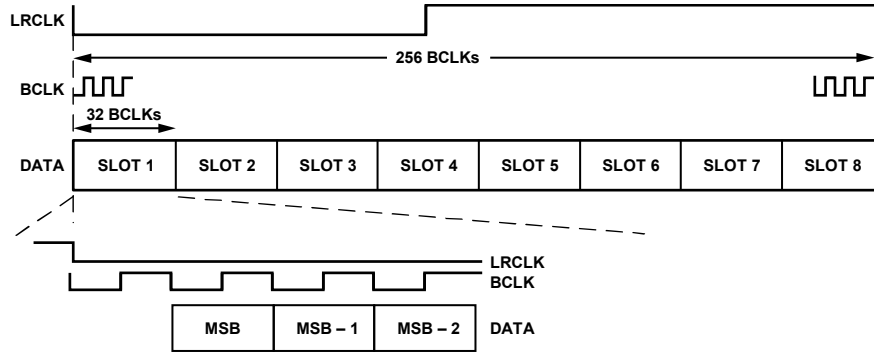 LRCLK
256 BCLKs
BCLK
32 BCLKs
DATA SLOT 1 SLOT 2 SLOT 3 SLOT 4 SLOT 5 SLOT 6 SLOT 7 SLOT 8
LRCLK
BCLK
MSB MSB – 1 MSB – 2 DATA